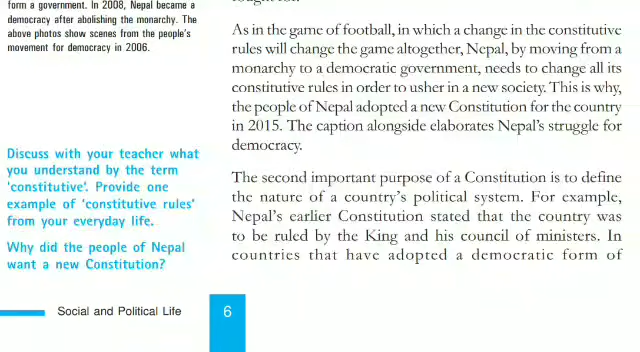 form a government. In 2008, Nepal became a
democracy after abolishing the monarchy. The
above photos show scenes from the people's
movement for democracy in 2006.
Discuss with your teacher what
you understand by the term
'constitutive'. Provide one
example of 'constitutive rules'
from your everyday life.
Why did the people of Nepal
want a new Constitution?
As in the game of football, in which a change in the constitutive
rules will change the game altogether, Nepal, by moving from a
monarchy to a democratic government, needs to change all its
constitutive rules in order to usher in a new society. This is why,
the people of Nepal adopted a new Constitution for the country
in 2015. The caption alongside elaborates Nepal's struggle for
democracy.
The second important purpose of a Constitution is to define
the nature of a country's political system. For example,
Nepal's earlier Constitution stated that the country was
to be ruled by the King and his council of ministers. In
countries that have adopted a democratic form of
Social and Political Life
6